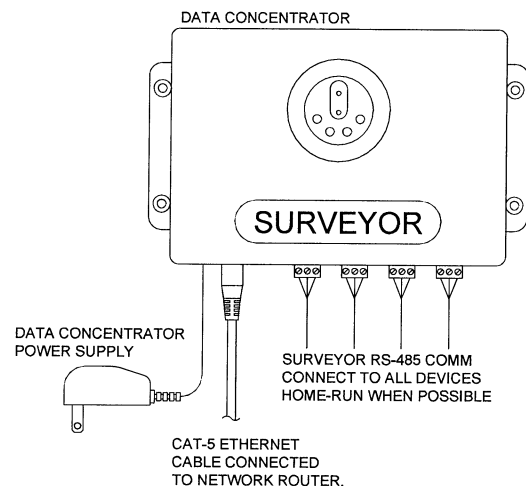 DATA CONCENTRATOR
SURVEYOR
DATA CONCENTRATOR
POWER SUPPLY
SURVEYOR RS-485 COMM
CONNECT TO ALL DEVICES
HOME-RUN WHEN POSSIBLE
CAT-5 ETHERNET
CABLE CONNECTED
TO NETWORK ROUTER.